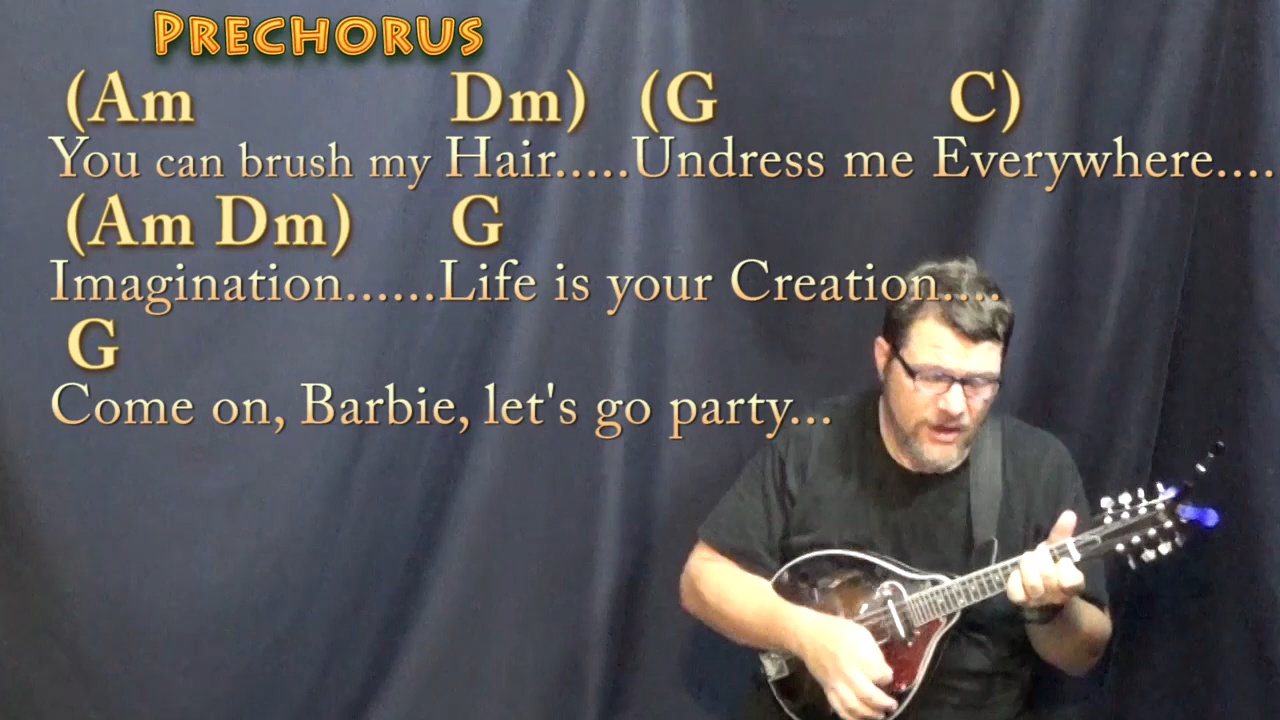 PRECHORUS
(Am Dm) (G C)
You can brush my Hair.....Undress me Everywhere....
(Am Dm) G
Imagination......Life is your Creation....
G
Come on, Barbie, let's go party...